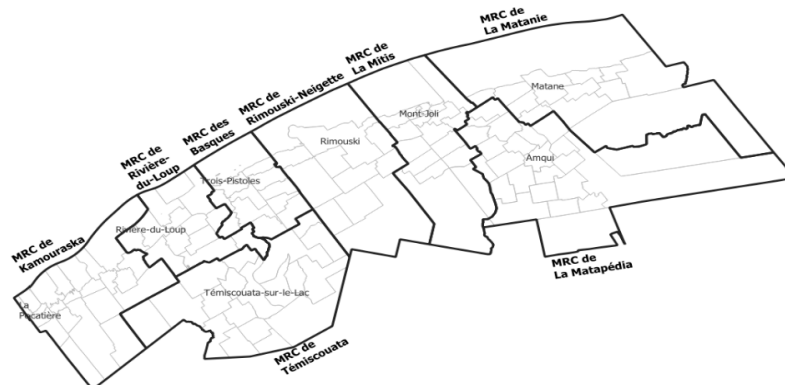 MRC de
La Matanie
MRC de
La Mitis
MRC de
Rimouski-Neigette
MRC des
Basques
MRC de
Rivière-
du-Loup
MRC de
Kamouraska
Matane
Mont-Joli
Rimouski
Amqui
Trois-Pistoles
Rivière-du-Loup
Témiscouata-sur-le-Lac
La
Pocatière
MRC de
La Matapédia
MRC de
Témiscouata